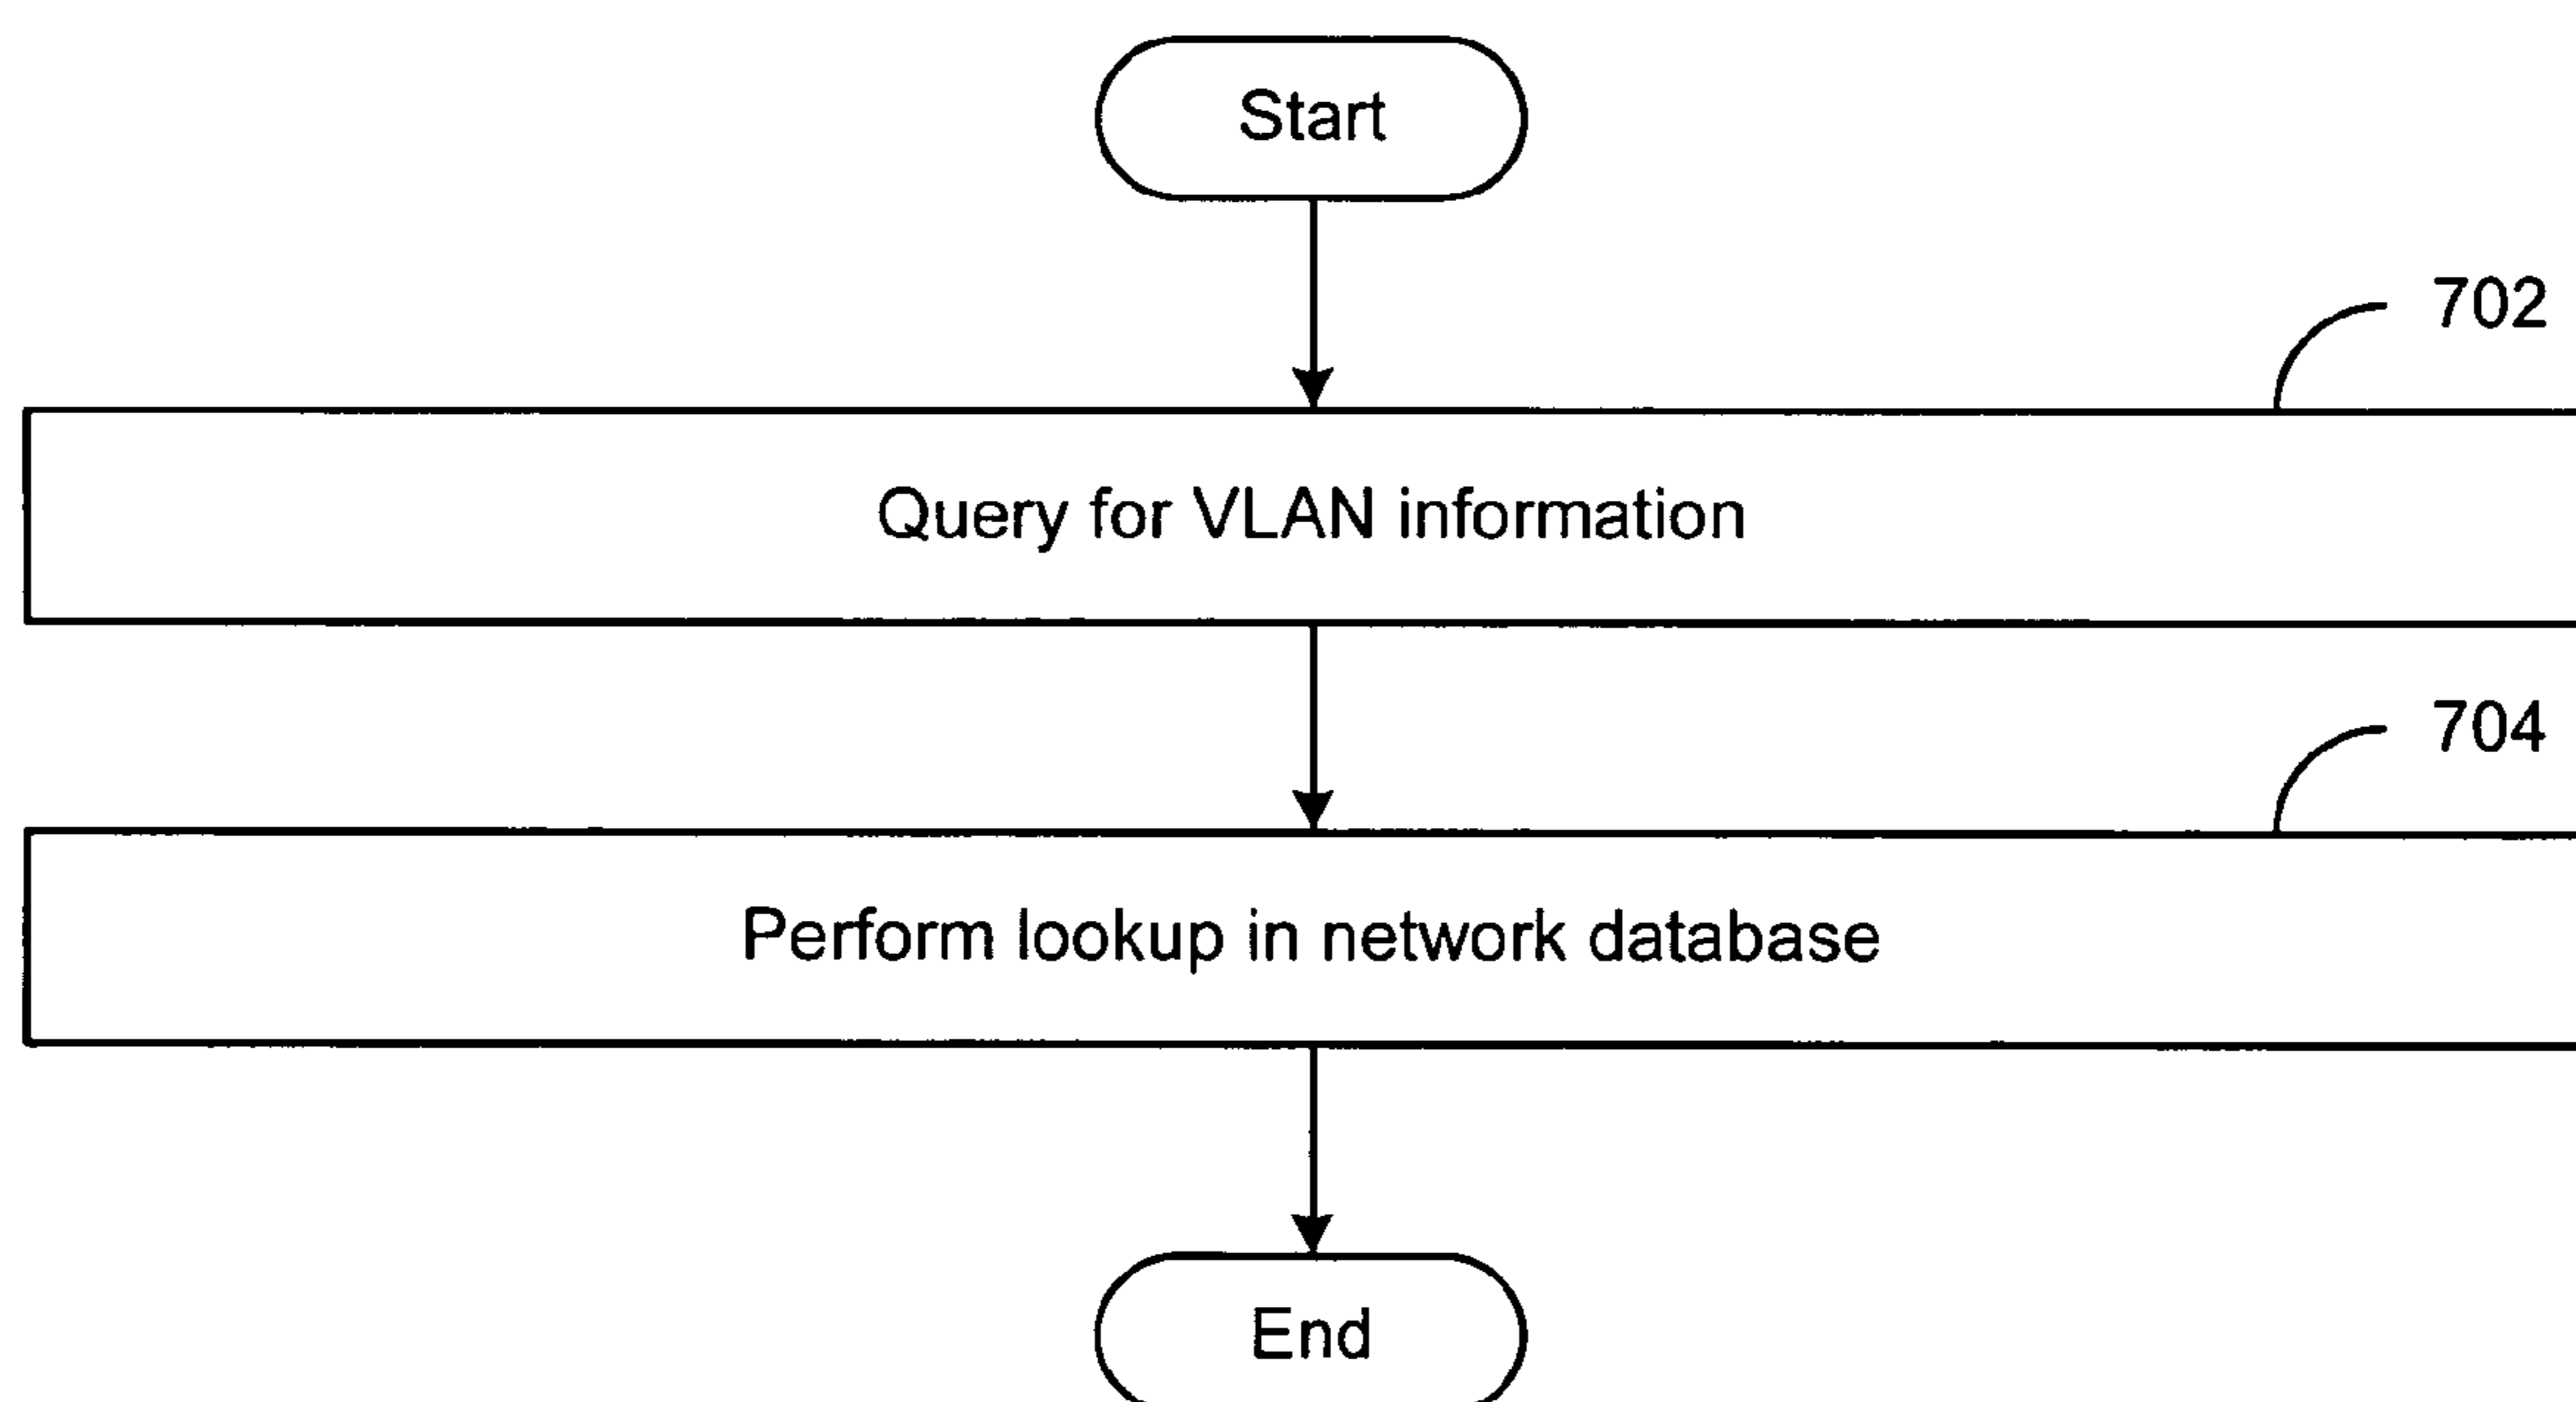 Start
702
Query for VLAN information
704
Perform lookup in network database
End